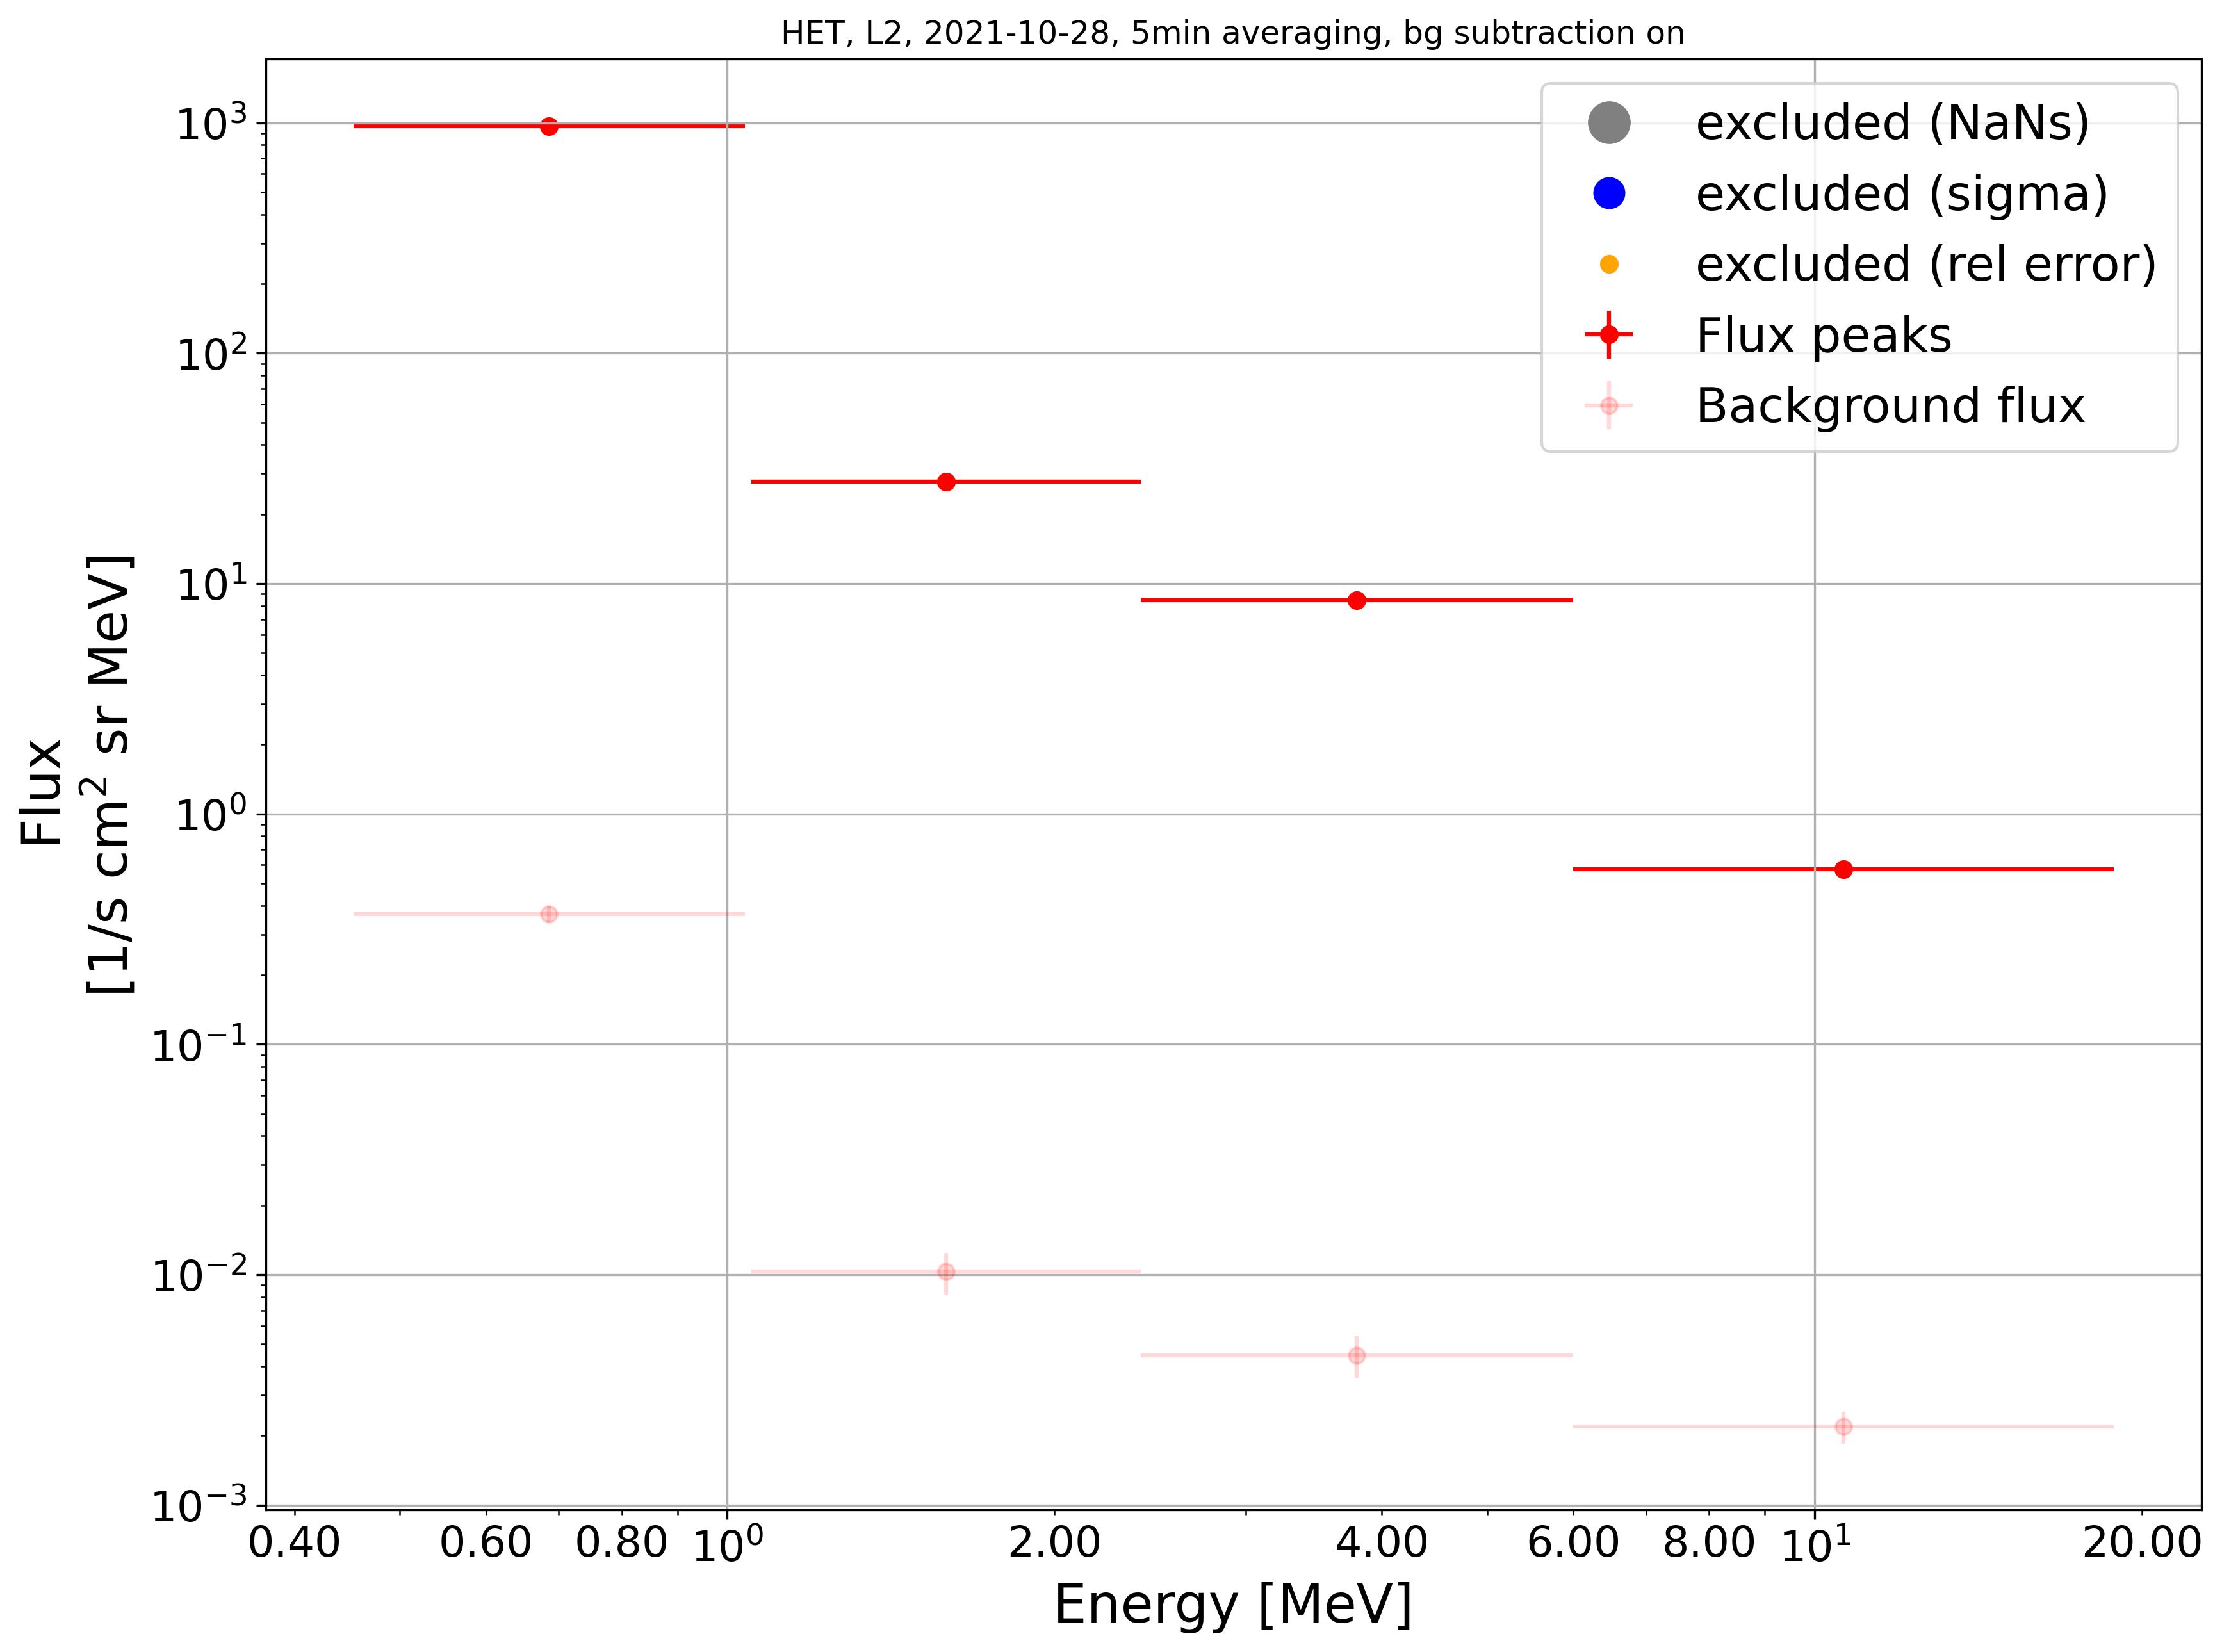 HET, L2, 2021-10-28, 5min averaging, bg subtraction on
excluded (NaNs)
excluded (sigma)
excluded (rel error)
Flux peaks
Background flux
Flux
[1/s cm² sr MeV]
10³
10²
10¹
10⁰
10⁻¹
10⁻²
10⁻³
0.40 0.60 0.80 10⁰ 2.00 4.00 6.00 8.00 10¹ 20.00
Energy [MeV]